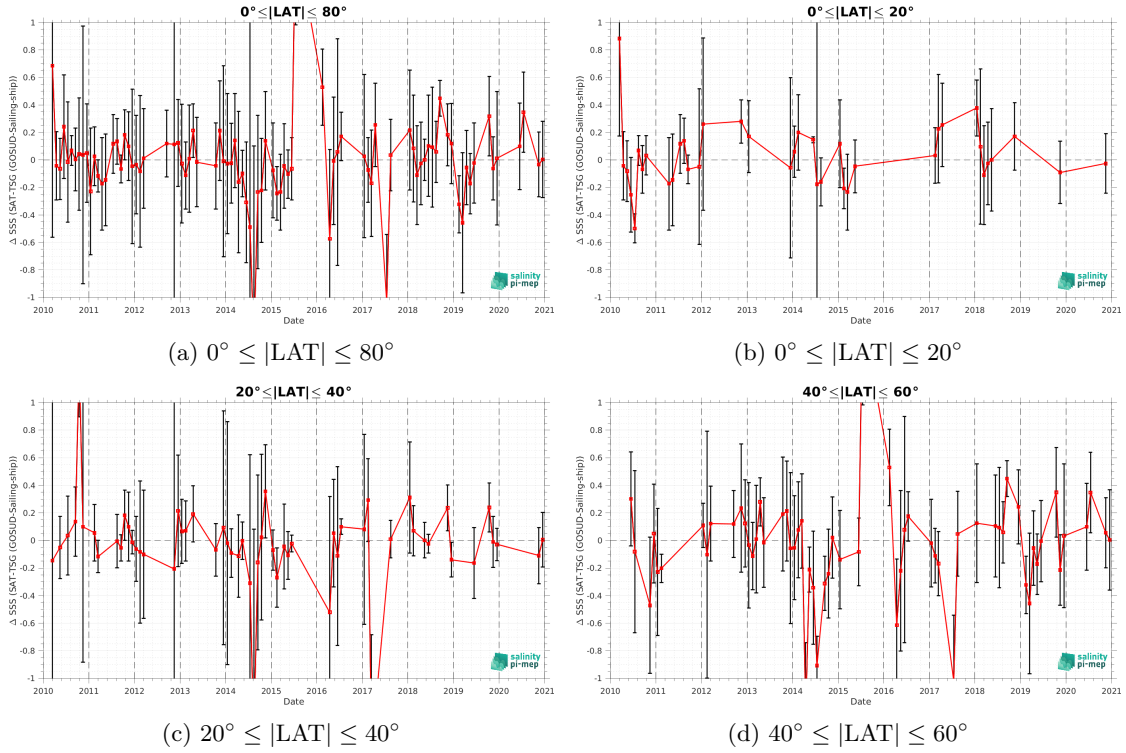 0°≤|LAT|≤ 80°
1
0.8
0.6
0.4
0.2
0
-0.2
-0.4
-0.6
-0.8
-1
Δ SSS (SAT-TSG (GOSUD-Sailing-ship))
2010 2011 2012 2013 2014 2015 2016 2017 2018 2019 2020 2021
Date
salinity
pi-mep
(a) 0° ≤ |LAT| ≤ 80°
0°≤|LAT|≤ 20°
1
0.8
0.6
0.4
0.2
0
-0.2
-0.4
-0.6
-0.8
-1
Δ SSS (SAT-TSG (GOSUD-Sailing-ship))
2010 2011 2012 2013 2014 2015 2016 2017 2018 2019 2020 2021
Date
salinity
pi-mep
(b) 0° ≤ |LAT| ≤ 20°
20°≤|LAT|≤ 40°
1
0.8
0.6
0.4
0.2
0
-0.2
-0.4
-0.6
-0.8
-1
Δ SSS (SAT-TSG (GOSUD-Sailing-ship))
2010 2011 2012 2013 2014 2015 2016 2017 2018 2019 2020 2021
Date
salinity
pi-mep
(c) 20° ≤ |LAT| ≤ 40°
40°≤|LAT|≤ 60°
1
0.8
0.6
0.4
0.2
0
-0.2
-0.4
-0.6
-0.8
-1
Δ SSS (SAT-TSG (GOSUD-Sailing-ship))
2010 2011 2012 2013 2014 2015 2016 2017 2018 2019 2020 2021
Date
salinity
pi-mep
(d) 40° ≤ |LAT| ≤ 60°